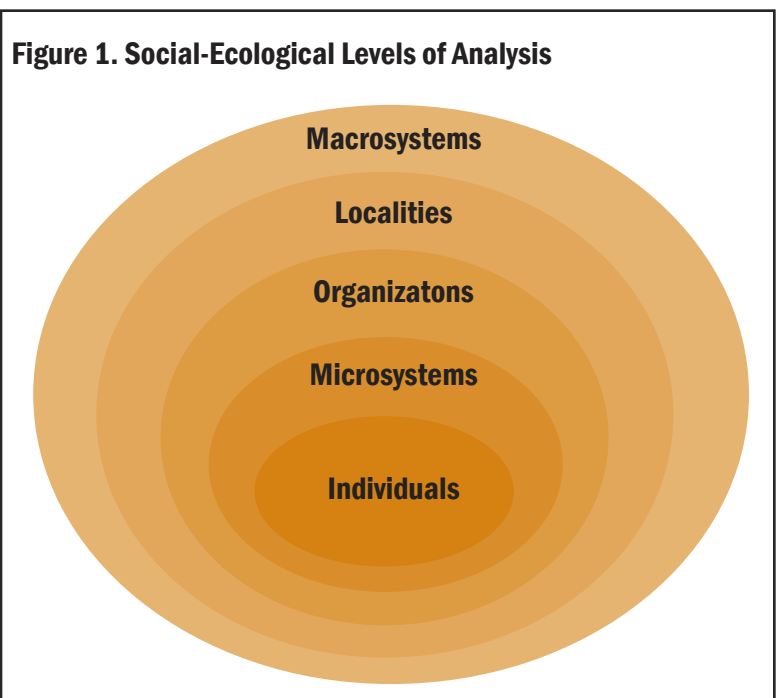 Figure 1. Social-Ecological Levels of Analysis
Macrosystems
Localities
Organizatons
Microsystems
Individuals